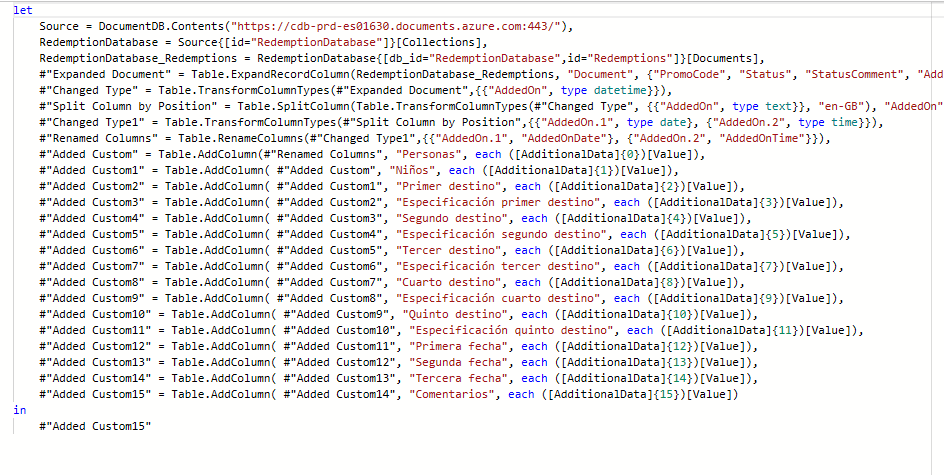 let
Source = DocumentDB.Contents("https://cdb-prd-es01630.documents.azure.com:443/"),
RedemptionDatabase = Source{[id="RedemptionDatabase"]}[Collections],
RedemptionDatabase_Redemptions = RedemptionDatabase{[db_id="RedemptionDatabase",id="Redemptions"]}[Documents],
#"Expanded Document" = Table.ExpandRecordColumn(RedemptionDatabase_Redemptions, "Document", {"PromoCode", "Status", "StatusComment", "Add
#"Changed Type" = Table.TransformColumnTypes(#"Expanded Document",{{"AddedOn", type datetime}}),
#"Split Column by Position" = Table.SplitColumn(Table.TransformColumnTypes(#"Changed Type", {{"AddedOn", type text}}, "en-GB"), "AddedOn"
#"Changed Type1" = Table.TransformColumnTypes(#"Split Column by Position",{{"AddedOn.1", type date}, {"AddedOn.2", type time}}),
#"Renamed Columns" = Table.RenameColumns(#"Changed Type1",{{"AddedOn.1", "AddedOnDate"}, {"AddedOn.2", "AddedOnTime"}}),
#"Added Custom" = Table.AddColumn(#"Renamed Columns", "Personas", each ([AdditionalData]{0})[Value]),
#"Added Custom1" = Table.AddColumn( #"Added Custom", "Niños", each ([AdditionalData]{1})[Value]),
#"Added Custom2" = Table.AddColumn( #"Added Custom1", "Primer destino", each ([AdditionalData]{2})[Value]),
#"Added Custom3" = Table.AddColumn( #"Added Custom2", "Especificación primer destino", each ([AdditionalData]{3})[Value]),
#"Added Custom4" = Table.AddColumn( #"Added Custom3", "Segundo destino", each ([AdditionalData]{4})[Value]),
#"Added Custom5" = Table.AddColumn( #"Added Custom4", "Especificación segundo destino", each ([AdditionalData]{5})[Value]),
#"Added Custom6" = Table.AddColumn( #"Added Custom5", "Tercer destino", each ([AdditionalData]{6})[Value]),
#"Added Custom7" = Table.AddColumn( #"Added Custom6", "Especificación tercer destino", each ([AdditionalData]{7})[Value]),
#"Added Custom8" = Table.AddColumn( #"Added Custom7", "Cuarto destino", each ([AdditionalData]{8})[Value]),
#"Added Custom9" = Table.AddColumn( #"Added Custom8", "Especificación cuarto destino", each ([AdditionalData]{9})[Value]),
#"Added Custom10" = Table.AddColumn( #"Added Custom9", "Quinto destino", each ([AdditionalData]{10})[Value]),
#"Added Custom11" = Table.AddColumn( #"Added Custom10", "Especificación quinto destino", each ([AdditionalData]{11})[Value]),
#"Added Custom12" = Table.AddColumn( #"Added Custom11", "Primera fecha", each ([AdditionalData]{12})[Value]),
#"Added Custom13" = Table.AddColumn( #"Added Custom12", "Segunda fecha", each ([AdditionalData]{13})[Value]),
#"Added Custom14" = Table.AddColumn( #"Added Custom13", "Tercera fecha", each ([AdditionalData]{14})[Value]),
#"Added Custom15" = Table.AddColumn( #"Added Custom14", "Comentarios", each ([AdditionalData]{15})[Value])
in
#"Added Custom15"